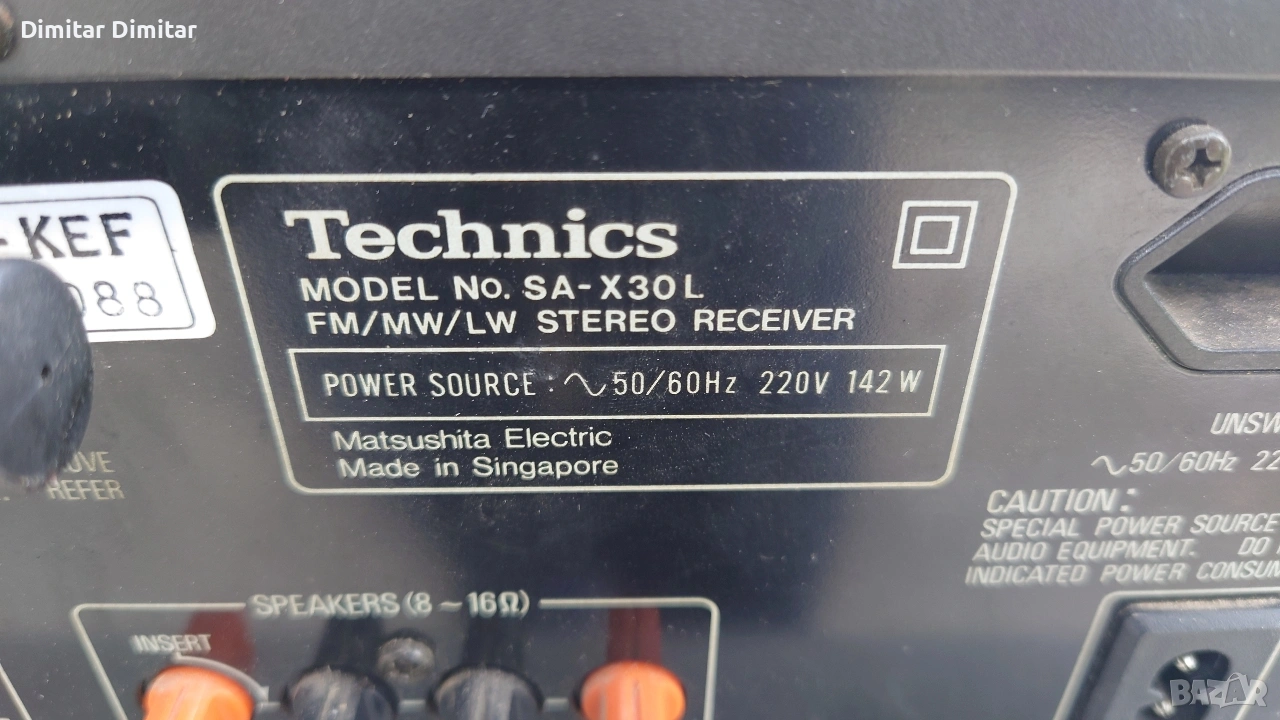 Dimitar Dimitar
-KEF
088
Technics
MODEL No. SA-X30L
FM/MW/LW STEREO RECEIVER
POWER SOURCE : ∿50/60Hz 220V 142W
Matsushita Electric
Made in Singapore
REFER
UNSW
∿50/60Hz 22
CAUTION:
SPECIAL POWER SOURCE
AUDIO EQUIPMENT. DO
INDICATED POWER CONSUM
SPEAKERS (8 ~ 16Ω)
INSERT
BAZAR